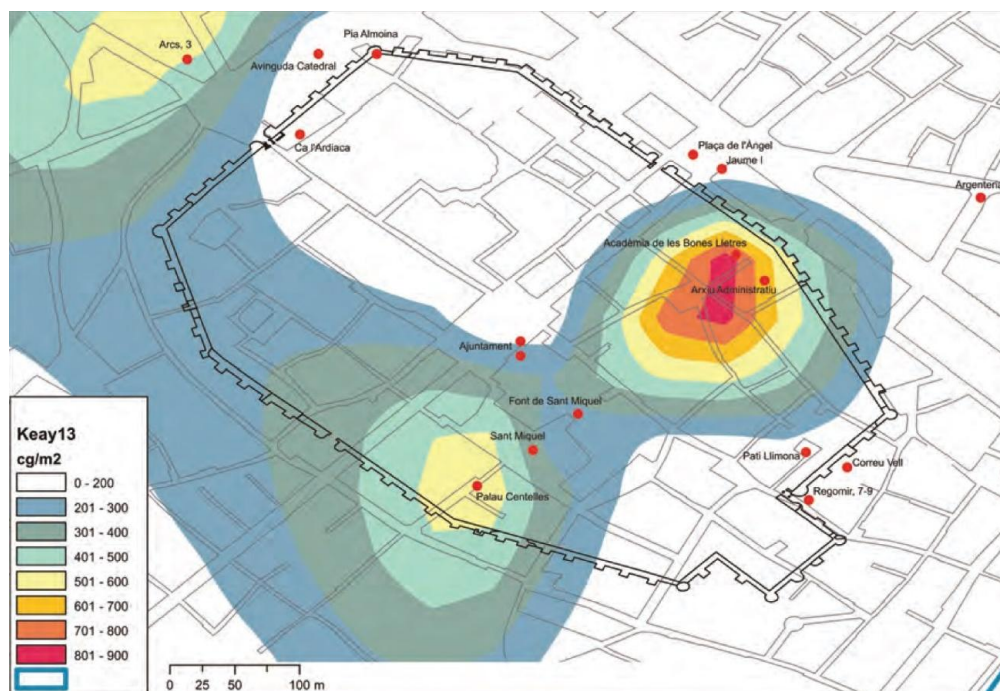 Pia Almoina
Arcs, 3
Avinguda Catedral
Ca l'Ardiaca
Plaça de l'Àngel
Jaume I
Argenteria
Acadèmia de les Bones Lletres
Arxiu Administratiu
Ajuntament
Font de Sant Miquel
Sant Miquel
Pati Llimona
Correu Vell
Palau Centelles
Regomir, 7-9
Keay13
cg/m2
0 - 200
201 - 300
301 - 400
401 - 500
501 - 600
601 - 700
701 - 800
801 - 900
0 25 50 100 m